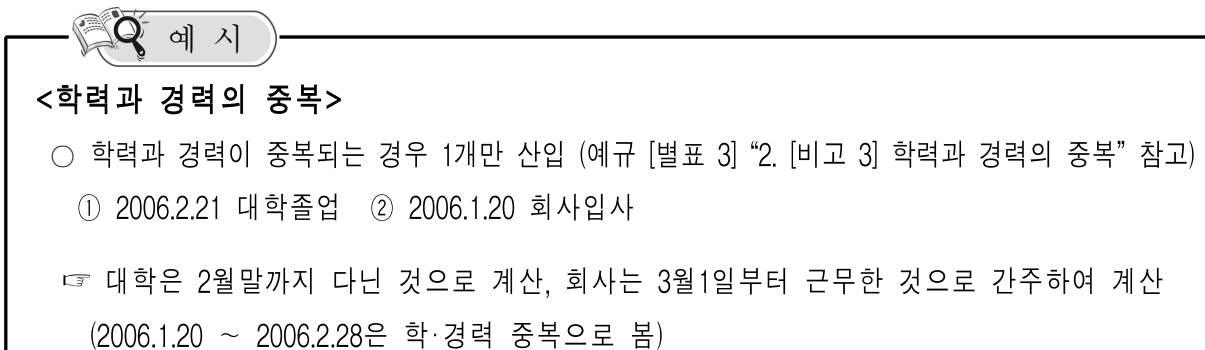 예 시
<학력과 경력의 중복>
○ 학력과 경력이 중복되는 경우 1개만 산입 (예규 [별표 3] “2. [비고 3] 학력과 경력의 중복” 참고)
① 2006.2.21 대학졸업 ② 2006.1.20 회사입사
☞ 대학은 2월말까지 다닌 것으로 계산, 회사는 3월1일부터 근무한 것으로 간주하여 계산
(2006.1.20 ~ 2006.2.28은 학·경력 중복으로 봄)